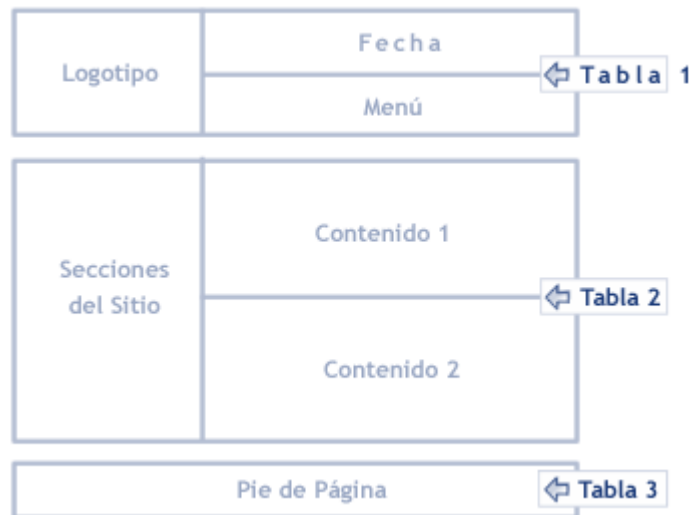 Fecha
Logotipo
Tabla 1
Menú
Contenido 1
Secciones
del Sitio
Tabla 2
Contenido 2
Pie de Página
Tabla 3